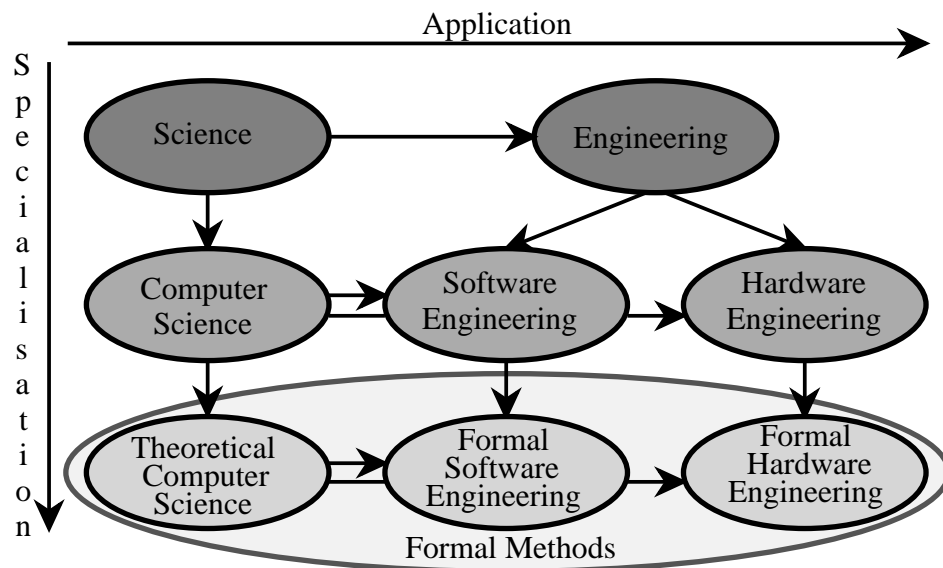 Application
Specialisation
Science
Engineering
Computer
Science
Software
Engineering
Hardware
Engineering
Theoretical
Computer
Science
Formal
Software
Engineering
Formal
Hardware
Engineering
Formal Methods